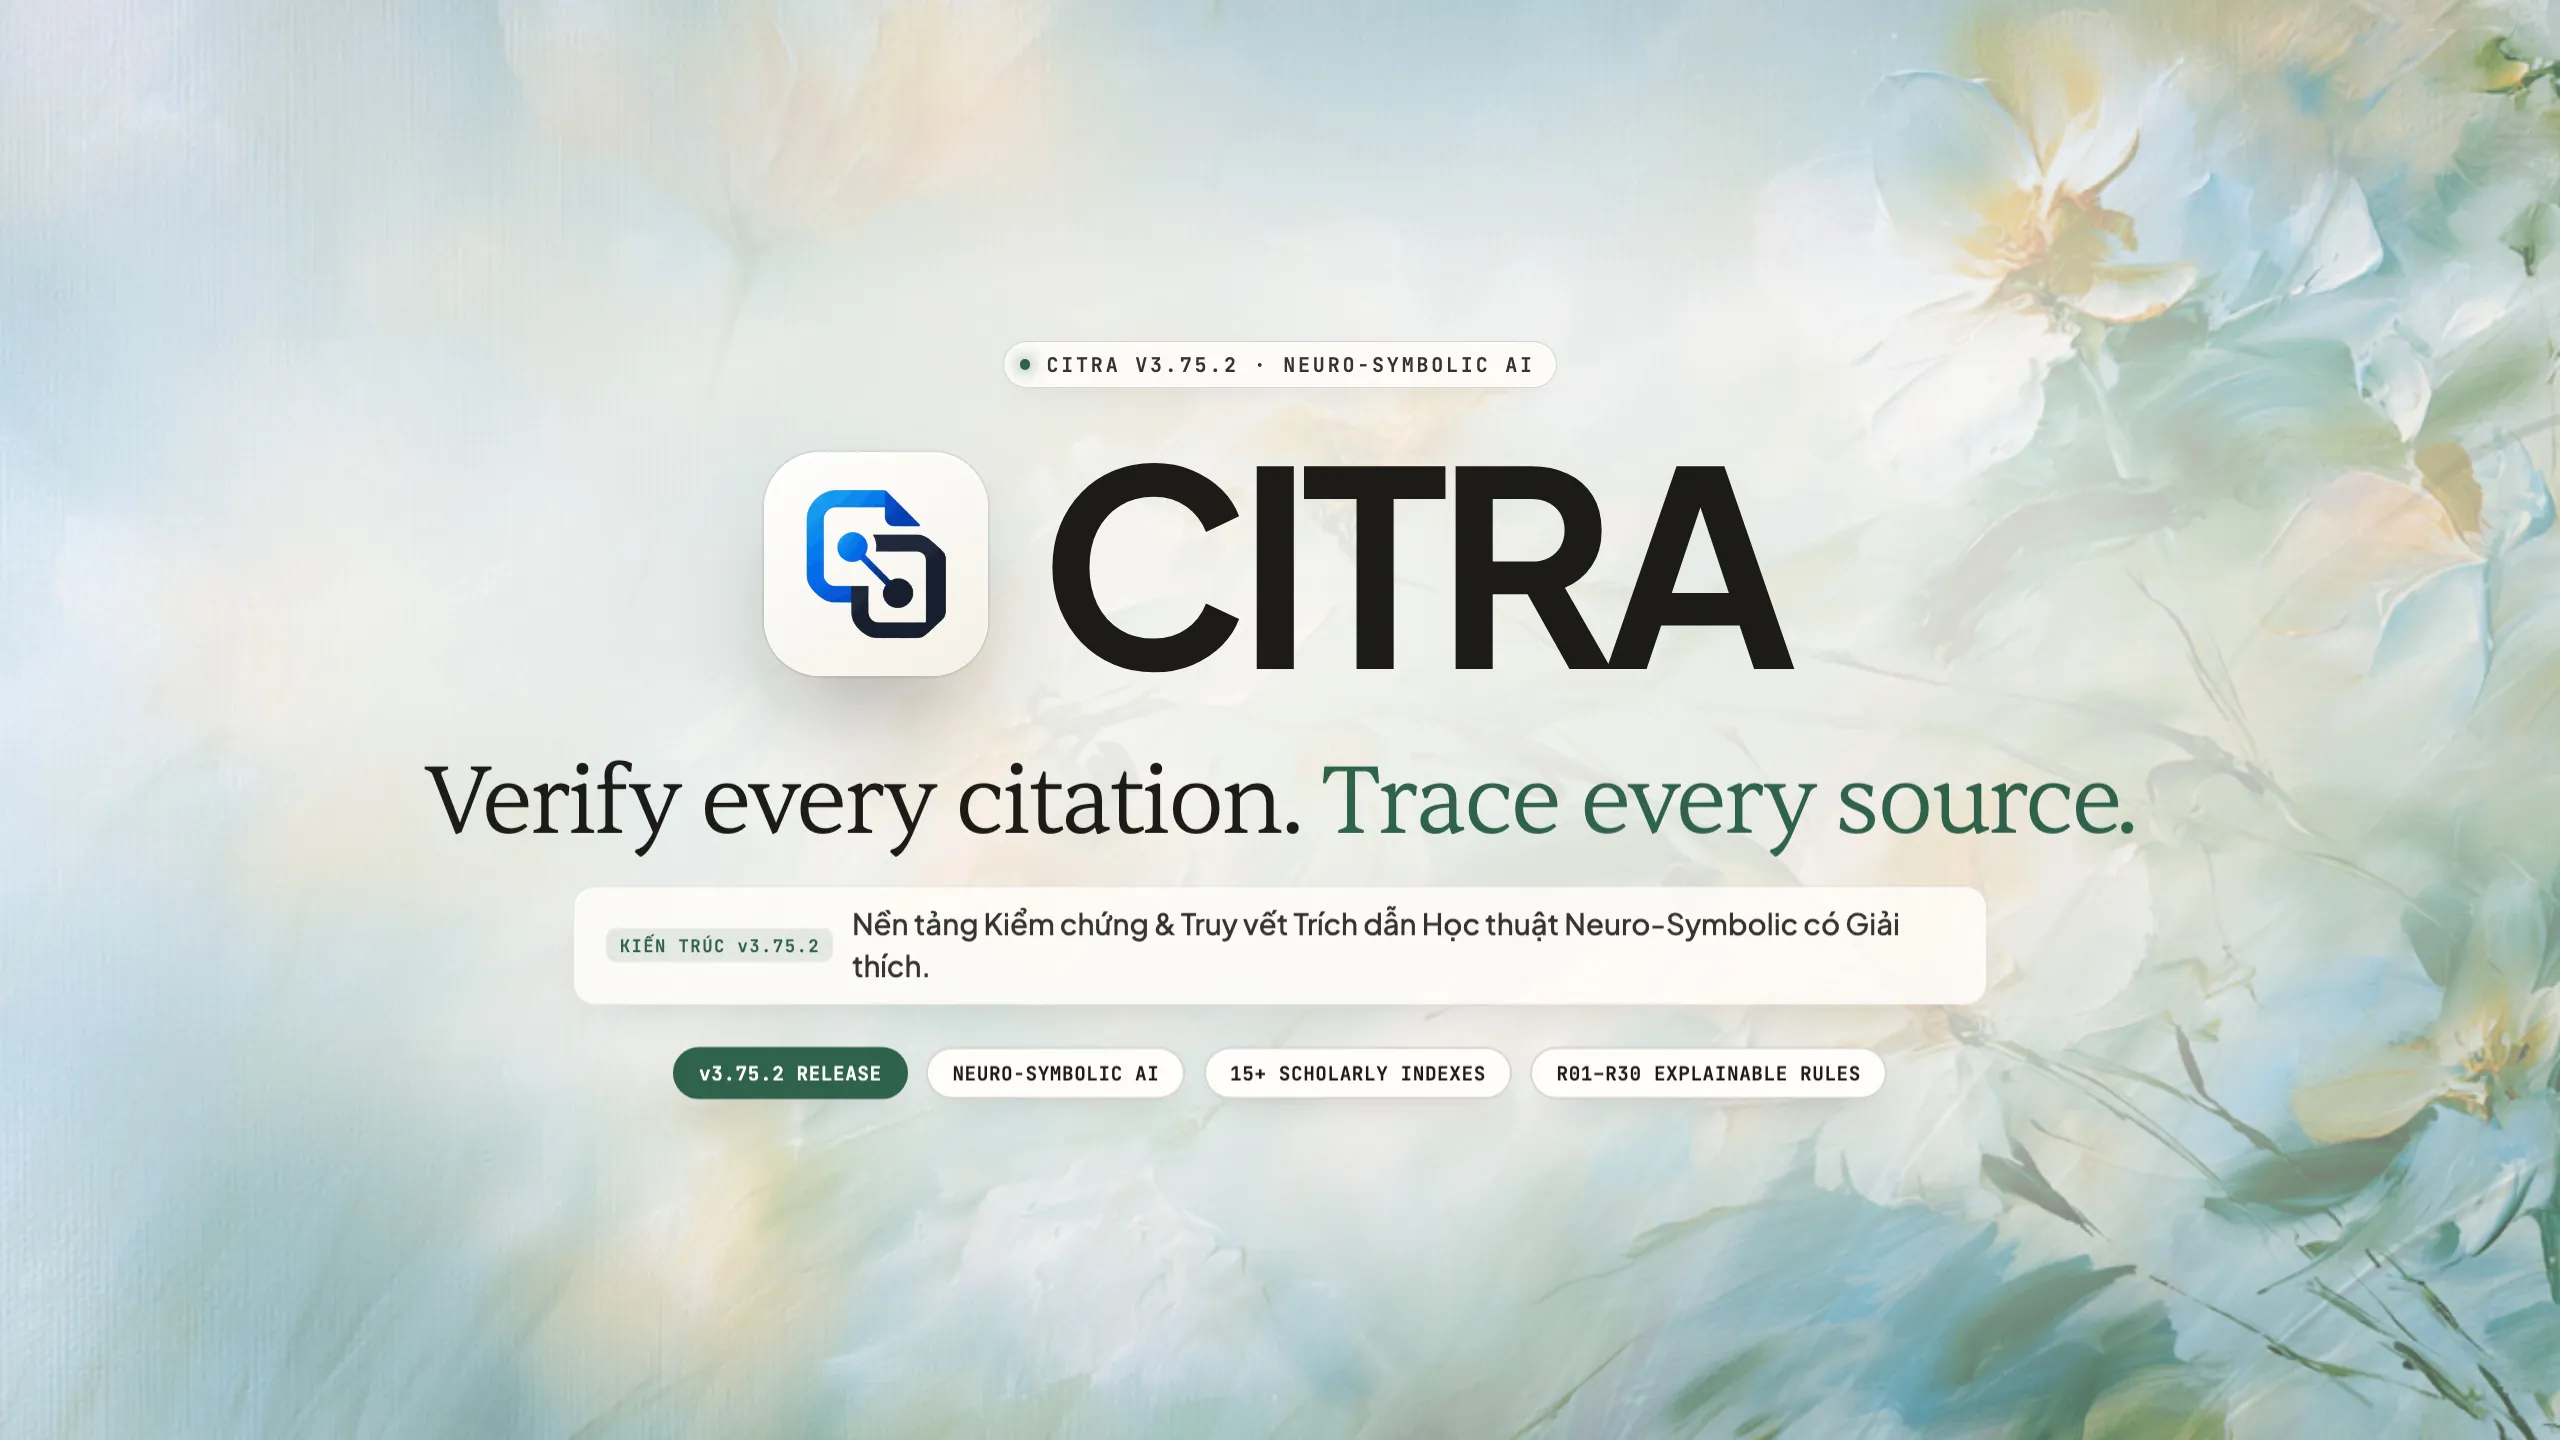 CITRA V3.75.2 · NEURO-SYMBOLIC AI
CITRA
Verify every citation. Trace every source.
KIẾN TRÚC v3.75.2
Nền tảng Kiểm chứng & Truy vết Trích dẫn Học thuật Neuro-Symbolic có Giải
thích.
v3.75.2 RELEASE
NEURO-SYMBOLIC AI
15+ SCHOLARLY INDEXES
R01–R30 EXPLAINABLE RULES